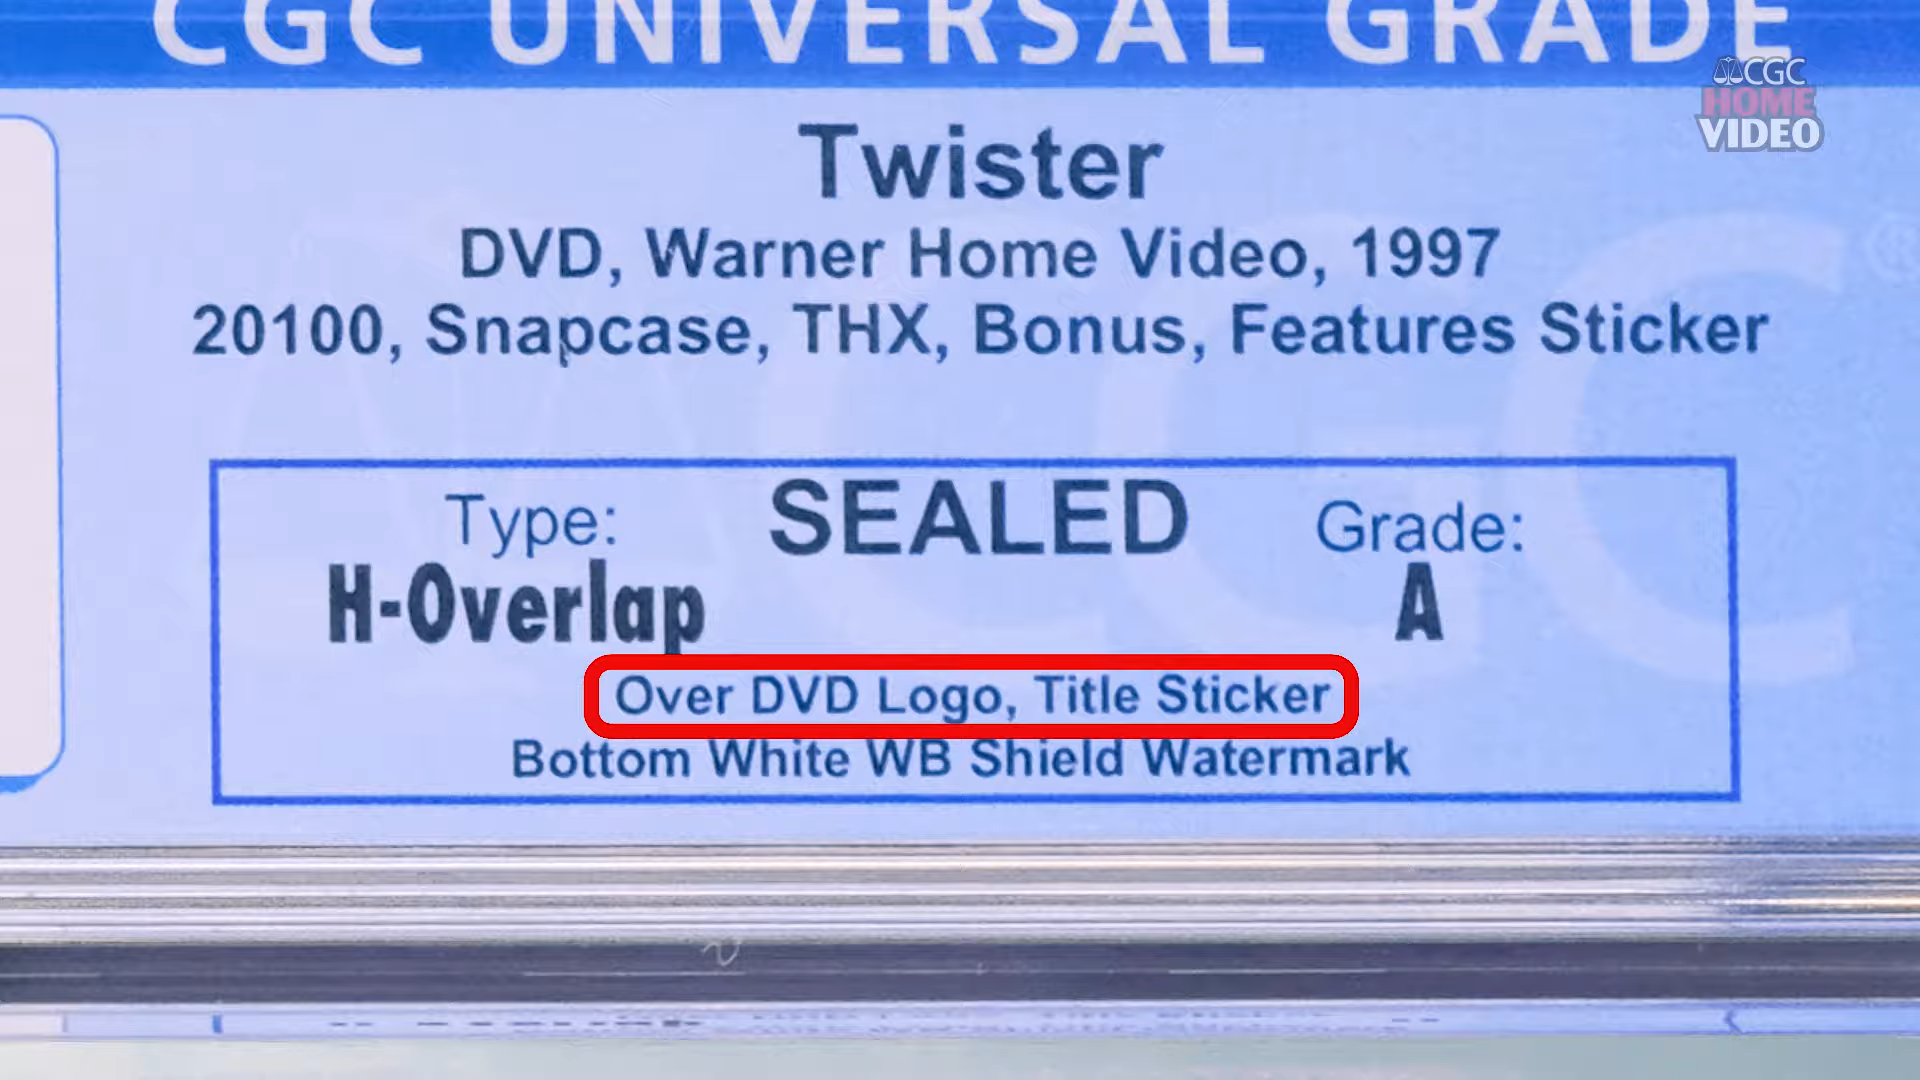 CGC UNIVERSAL GRADE
CGC
HOME
VIDEO
Twister
DVD, Warner Home Video, 1997
20100, Snapcase, THX, Bonus, Features Sticker
Type: SEALED Grade:
H-Overlap A
Over DVD Logo, Title Sticker
Bottom White WB Shield Watermark